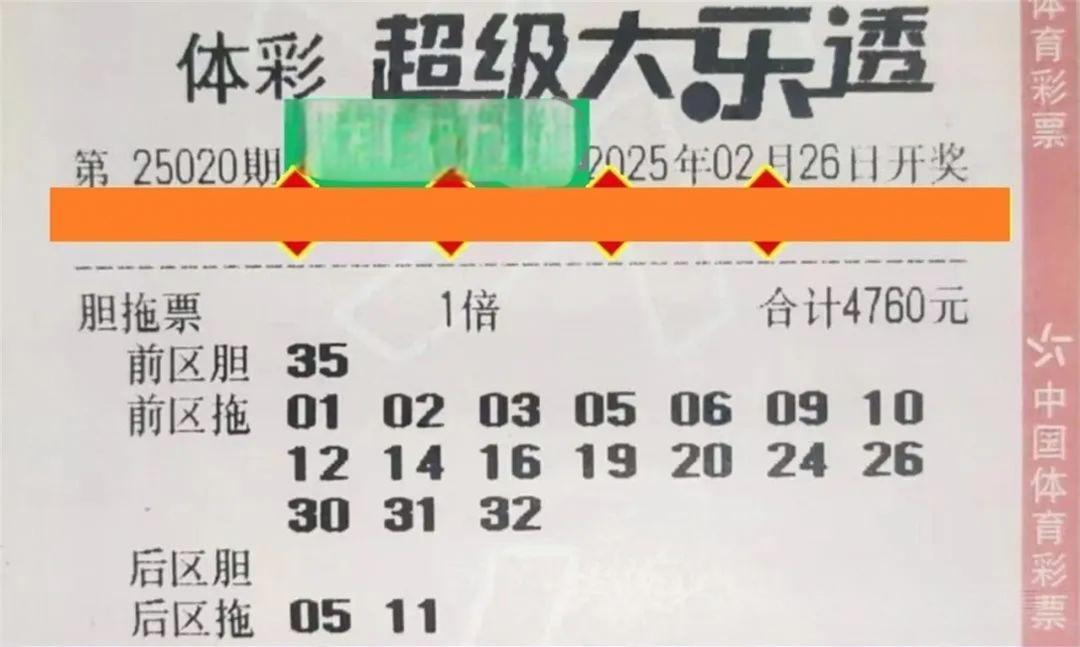 体彩 超级大乐透
第 25020期 2025年02月26日开奖
胆拖票 1倍 合计4760元
前区胆 35
前区拖 01 02 03 05 06 09 10
12 14 16 19 20 24 26
30 31 32
后区胆
后区拖 05 11
体育彩票
中国体育彩票